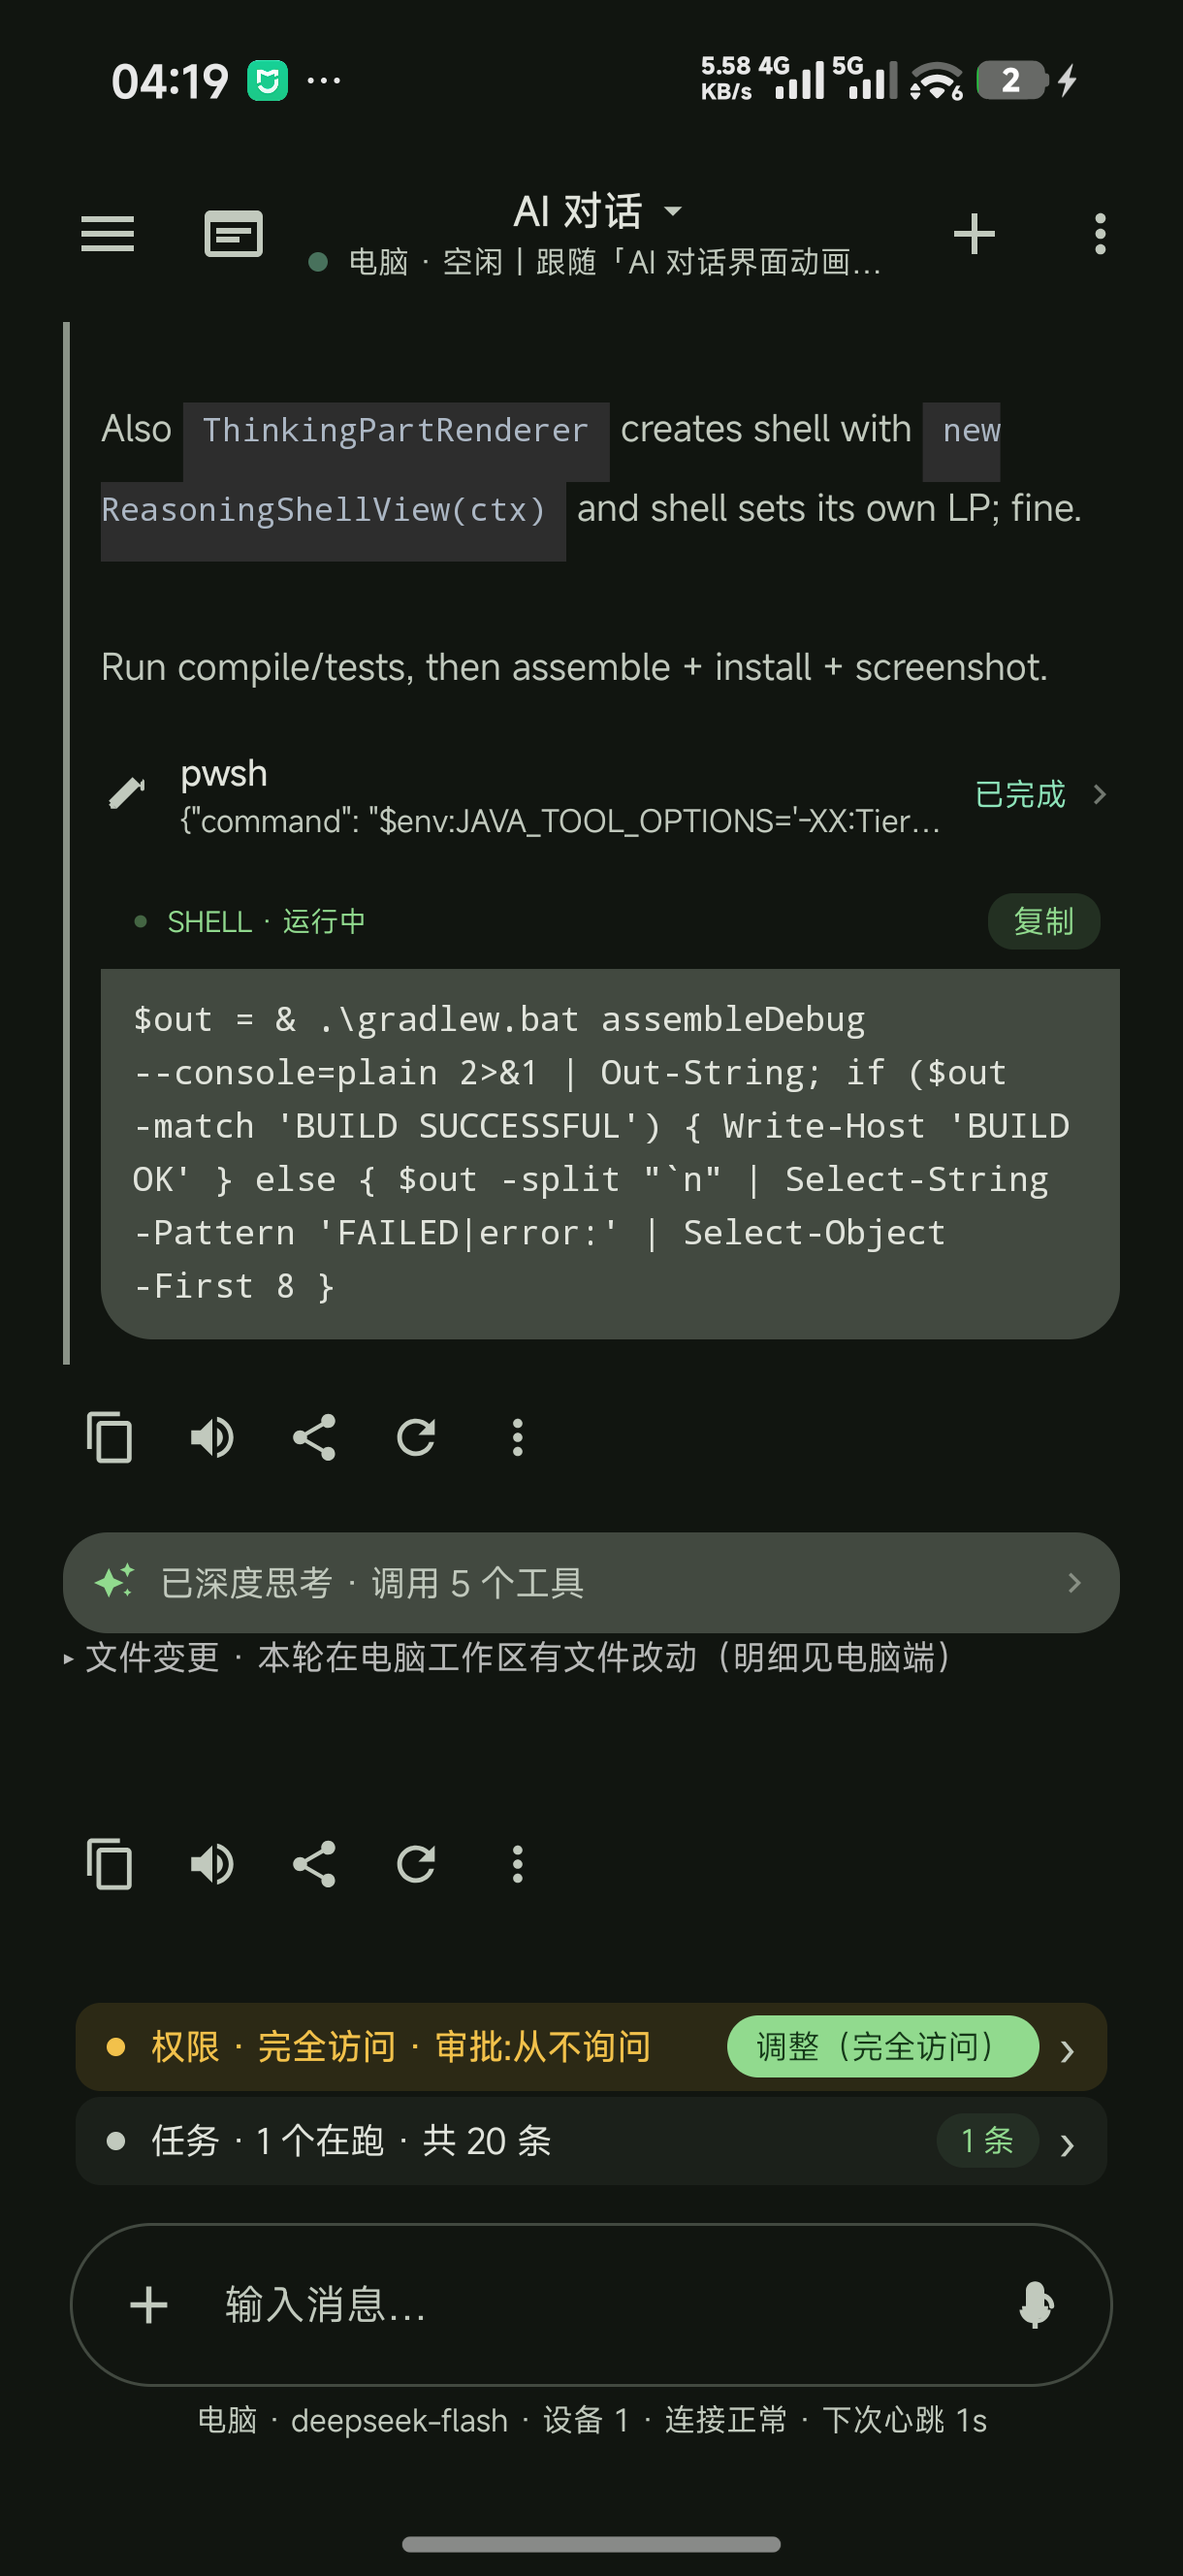 04:19 ...
5.58 KB/s 4G 5G 6 2
AI 对话
电脑 · 空闲 | 跟随「AI 对话界面动画...
Also ThinkingPartRenderer creates shell with new
ReasoningShellView(ctx) and shell sets its own LP; fine.
Run compile/tests, then assemble + install + screenshot.
pwsh
{"command": "$env:JAVA_TOOL_OPTIONS='-XX:Tier...
已完成
SHELL · 运行中
复制
$out = & .\gradlew.bat assembleDebug
--console=plain 2>&1 | Out-String; if ($out
-match 'BUILD SUCCESSFUL') { Write-Host 'BUILD
OK' } else { $out -split "`n" | Select-String
-Pattern 'FAILED|error:' | Select-Object
-First 8 }
已深度思考 · 调用 5 个工具
文件变更 · 本轮在电脑工作区有文件改动（明细见电脑端）
权限 · 完全访问 · 审批:从不询问
调整（完全访问）
任务 · 1 个在跑 · 共 20 条
1 条
输入消息...
电脑 · deepseek-flash · 设备 1 · 连接正常 · 下次心跳 1s